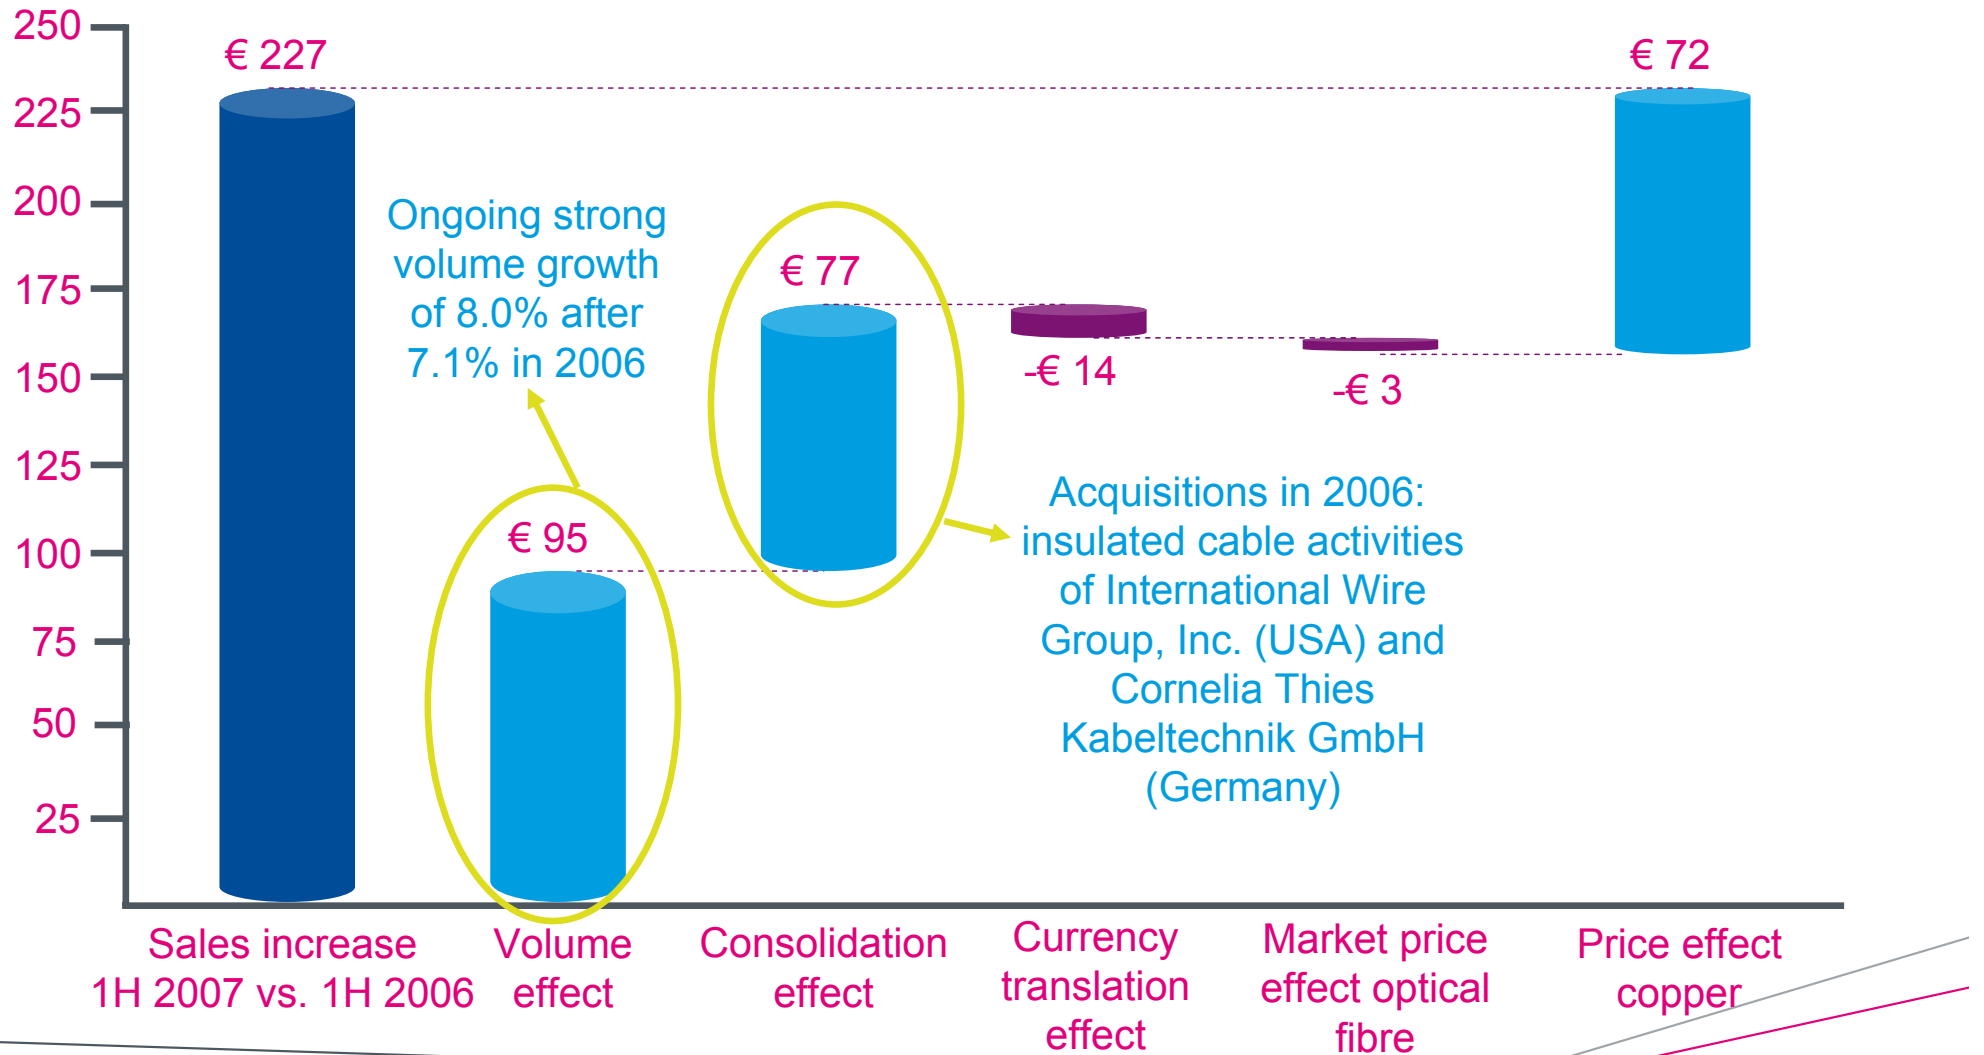 250
225
200
175
150
125
100
75
50
25
€ 227
Ongoing strong
volume growth
of 8.0% after
7.1% in 2006
€ 95
€ 77
-€ 14
-€ 3
€ 72
Acquisitions in 2006:
insulated cable activities
of International Wire
Group, Inc. (USA) and
Cornelia Thies
Kabeltechnik GmbH
(Germany)
Sales increase
1H 2007 vs. 1H 2006
Volume
effect
Consolidation
effect
Currency
translation
effect
Market price
effect optical
fibre
Price effect
copper